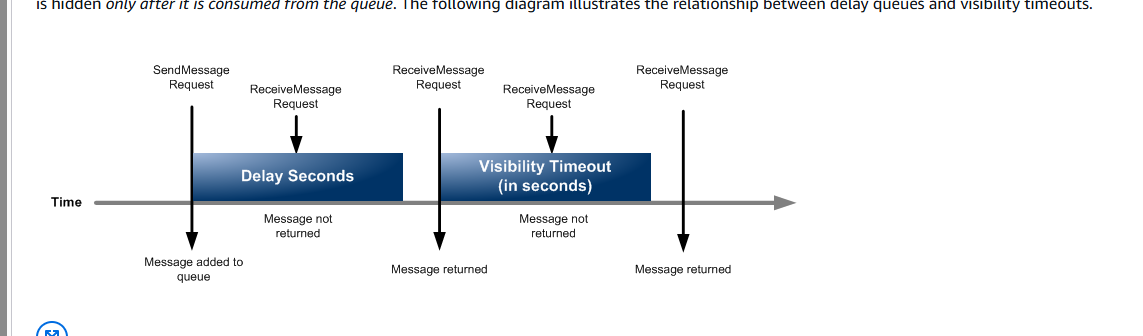 is hidden only after it is consumed from the queue. The following diagram illustrates the relationship between delay queues and visibility timeouts.
SendMessage
Request
ReceiveMessage
Request
ReceiveMessage
Request
ReceiveMessage
Request
ReceiveMessage
Request
Delay Seconds
Visibility Timeout
(in seconds)
Time
Message not
returned
Message not
returned
Message added to
queue
Message returned
Message returned